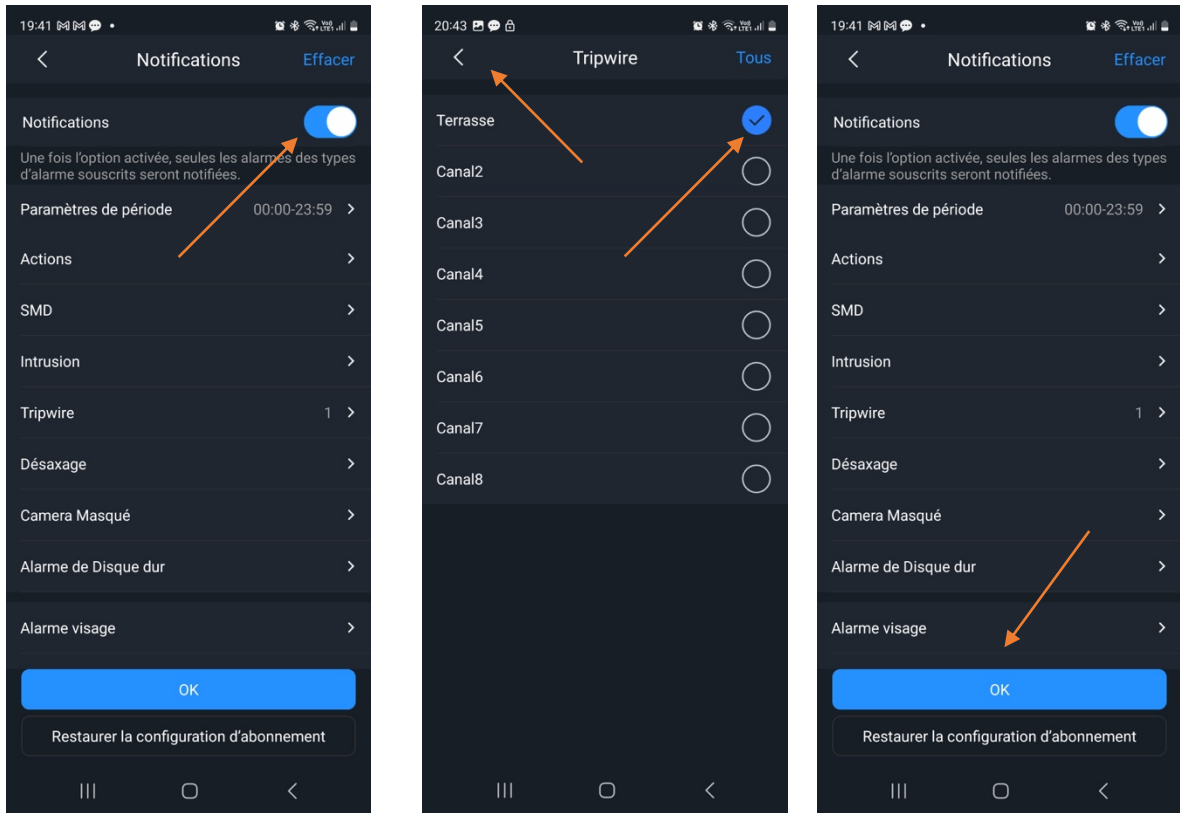 19:41
Notifications
Effacer
Notifications
Une fois l'option activée, seules les alarmes des types
d'alarme souscrits seront notifiées.
Paramètres de période 00:00-23:59
Actions
SMD
Intrusion
Tripwire 1
Désaxage
Camera Masqué
Alarme de Disque dur
Alarme visage
OK
Restaurer la configuration d'abonnement
20:43
Tripwire
Tous
Terrasse
Canal2
Canal3
Canal4
Canal5
Canal6
Canal7
Canal8
19:41
Notifications
Effacer
Notifications
Une fois l'option activée, seules les alarmes des types
d'alarme souscrits seront notifiées.
Paramètres de période 00:00-23:59
Actions
SMD
Intrusion
Tripwire 1
Désaxage
Camera Masqué
Alarme de Disque dur
Alarme visage
OK
Restaurer la configuration d'abonnement